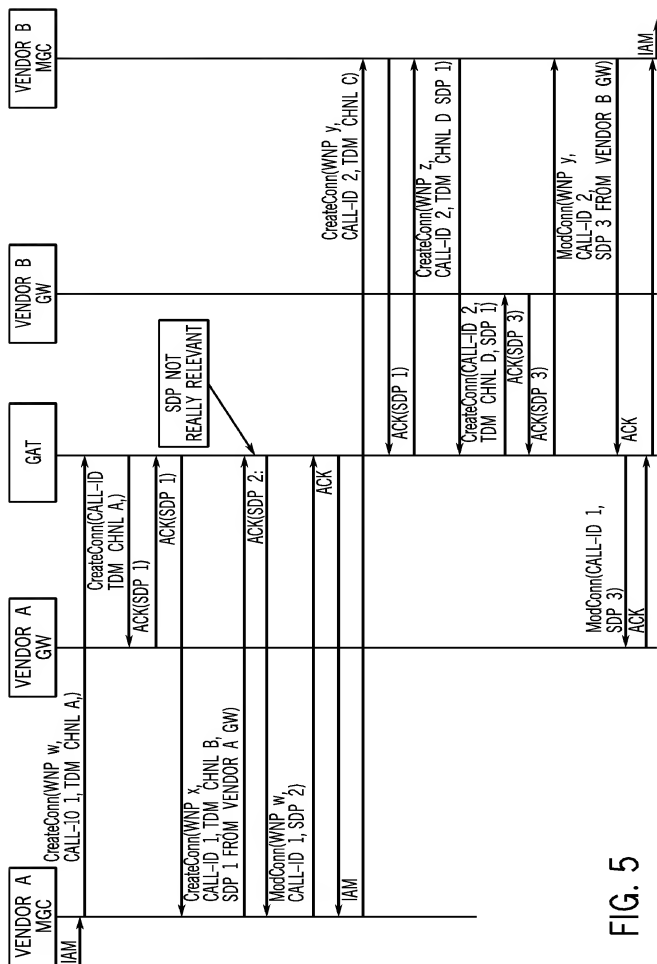 VENDOR A
MGC
VENDOR A
GW
GAT
VENDOR B
GW
VENDOR B
MGC
IAM
CreateConn(WNP w,
CALL-IO 1, TDM CHNL A,)
CreateConn(CALL-ID
TDM CHNL A,)
ACK(SDP 1)
ACK(SDP 1)
CreateConn(WNP x,
CALL-ID 1, TDM CHNL B,
SDP 1 FROM VENDOR A GW)
SDP NOT
REALLY RELEVANT
ACK(SDP 2:
ModConn(WNP w,
CALL-ID 1, SDP 2)
ACK
IAM
CreateConn(WNP y,
CALL-ID 2, TDM CHNL C)
ACK(SDP 1)
CreateConn(WNP z,
CALL-ID 2, TDM CHNL D SDP 1)
CreateConn(CALL-ID 2,
TDM CHNL D, SDP 1)
ACK(SDP 3)
ACK(SDP 3)
ModConn(WNP y,
CALL-ID 2,
SDP 3 FROM VENDOR B GW)
ACK
ModConn(CALL-ID 1,
SDP 3)
ACK
IAM
FIG. 5